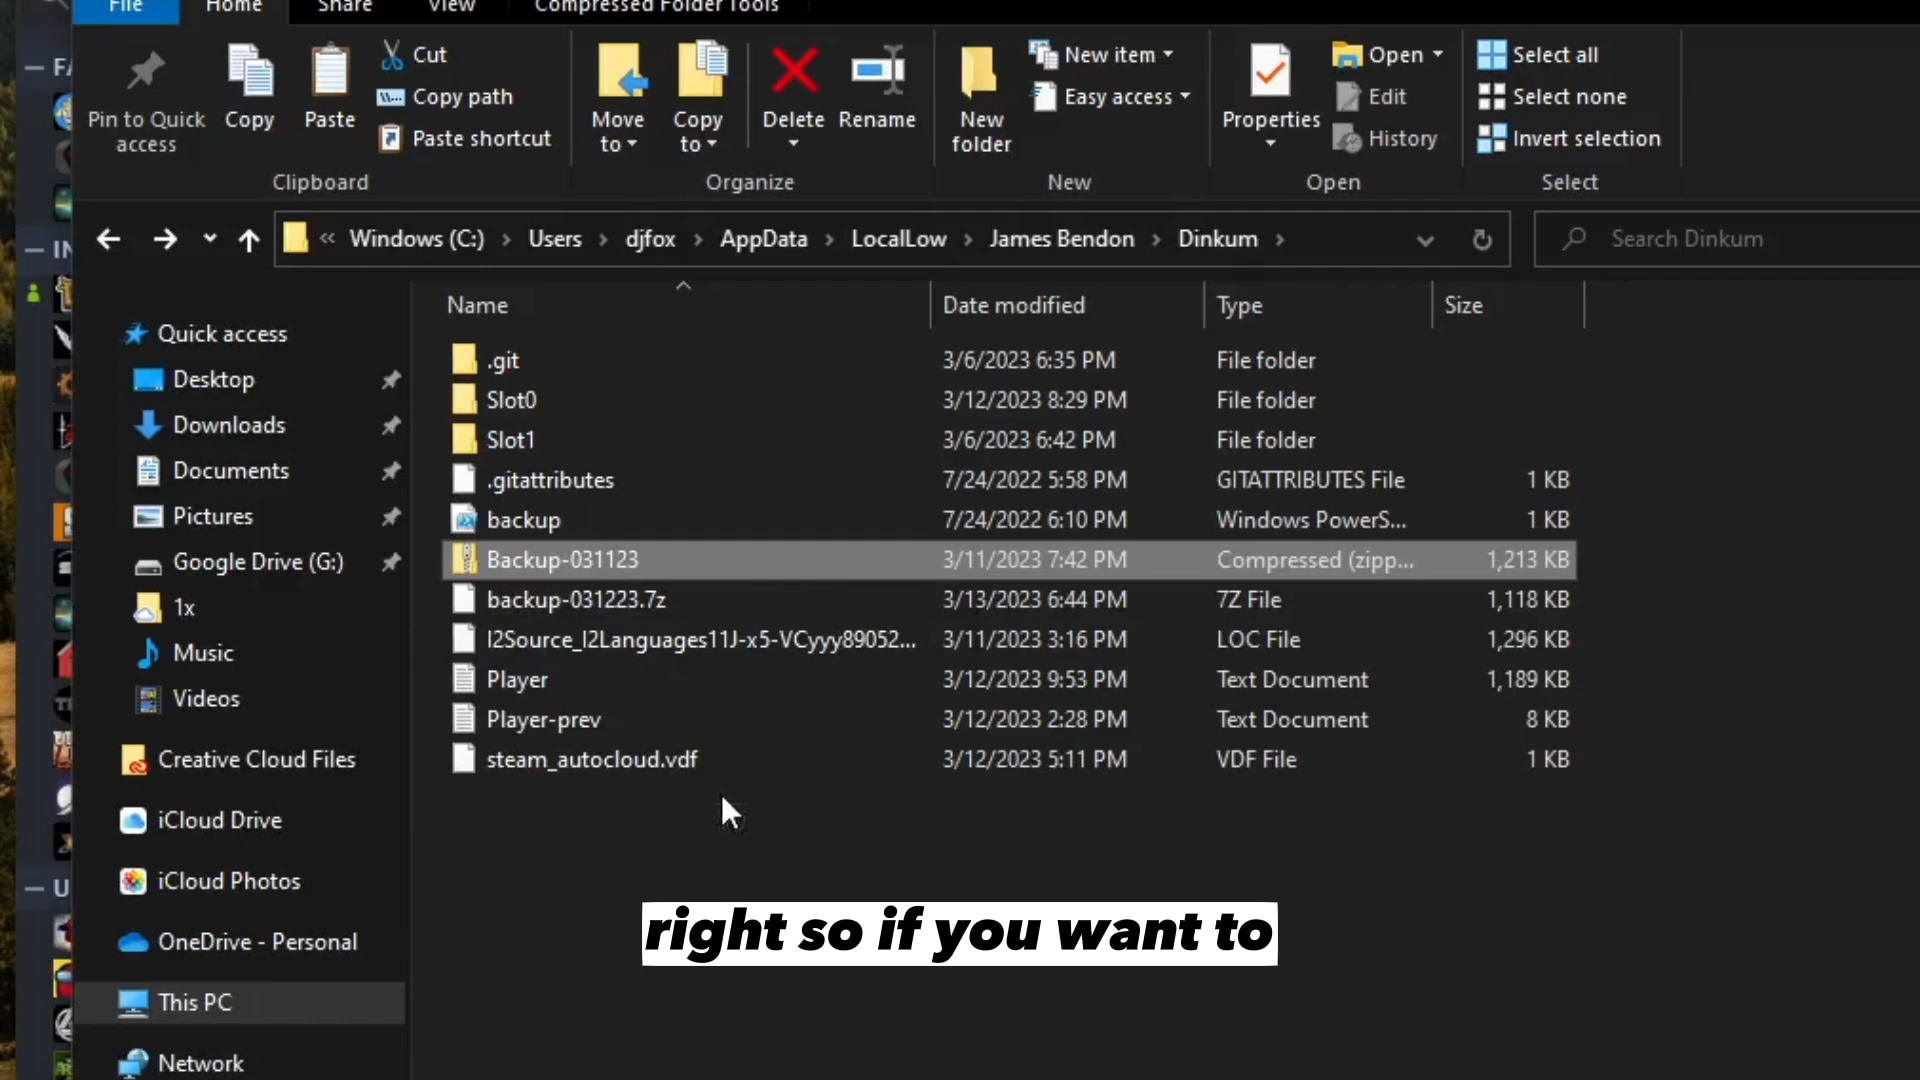 File Home Share View Compressed Folder Tools
Pin to Quick access
Copy
Paste
Cut
Copy path
Paste shortcut
Clipboard
Move to
Copy to
Delete
Rename
Organize
New folder
New item
Easy access
New
Properties
Open
Edit
History
Open
Select all
Select none
Invert selection
Select
« Windows (C:) › Users › djfox › AppData › LocalLow › James Bendon › Dinkum ›
Search Dinkum
Quick access
Desktop
Downloads
Documents
Pictures
Google Drive (G:)
1x
Music
Videos
Creative Cloud Files
iCloud Drive
iCloud Photos
OneDrive - Personal
This PC
Network
Name Date modified Type Size
.git 3/6/2023 6:35 PM File folder
Slot0 3/12/2023 8:29 PM File folder
Slot1 3/6/2023 6:42 PM File folder
.gitattributes 7/24/2022 5:58 PM GITATTRIBUTES File 1 KB
backup 7/24/2022 6:10 PM Windows PowerS... 1 KB
Backup-031123 3/11/2023 7:42 PM Compressed (zipp... 1,213 KB
backup-031223.7z 3/13/2023 6:44 PM 7Z File 1,118 KB
I2Source_I2Languages11J-x5-VCyyy89052... 3/11/2023 3:16 PM LOC File 1,296 KB
Player 3/12/2023 9:53 PM Text Document 1,189 KB
Player-prev 3/12/2023 2:28 PM Text Document 8 KB
steam_autocloud.vdf 3/12/2023 5:11 PM VDF File 1 KB
right so if you want to